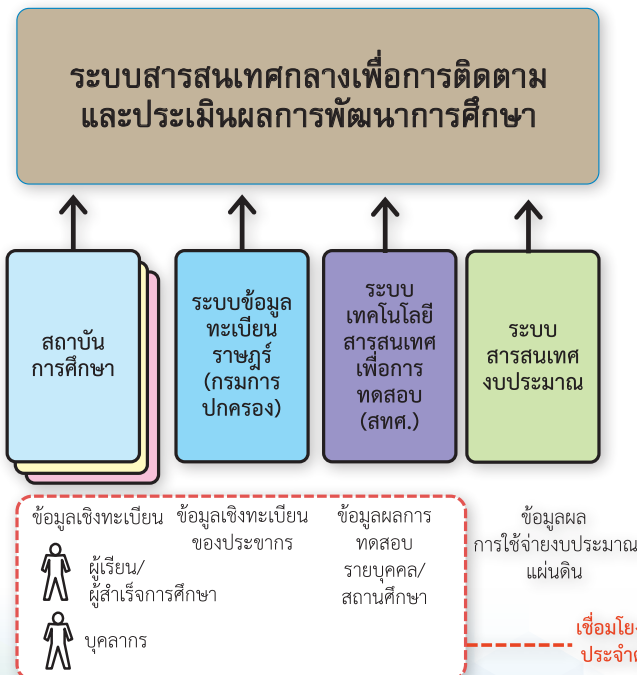 ระบบสารสนเทศกลางเพื่อการติดตาม
และประเมินผลการพัฒนาการศึกษา
สถาบัน
การศึกษา
ระบบข้อมูล
ทะเบียน
ราษฎร์
(กรมการ
ปกครอง)
ระบบ
เทคโนโลยี
สารสนเทศ
เพื่อการ
ทดสอบ
(สทศ.)
ระบบ
สารสนเทศ
งบประมาณ
ข้อมูลเชิงทะเบียน
ผู้เรียน/
ผู้สำเร็จการศึกษา
บุคลากร
ข้อมูลเชิงทะเบียน
ของประชากร
ข้อมูลผลการ
ทดสอบ
รายบุคคล/
สถานศึกษา
ข้อมูลผล
การใช้จ่ายงบประมาณ
แผ่นดิน